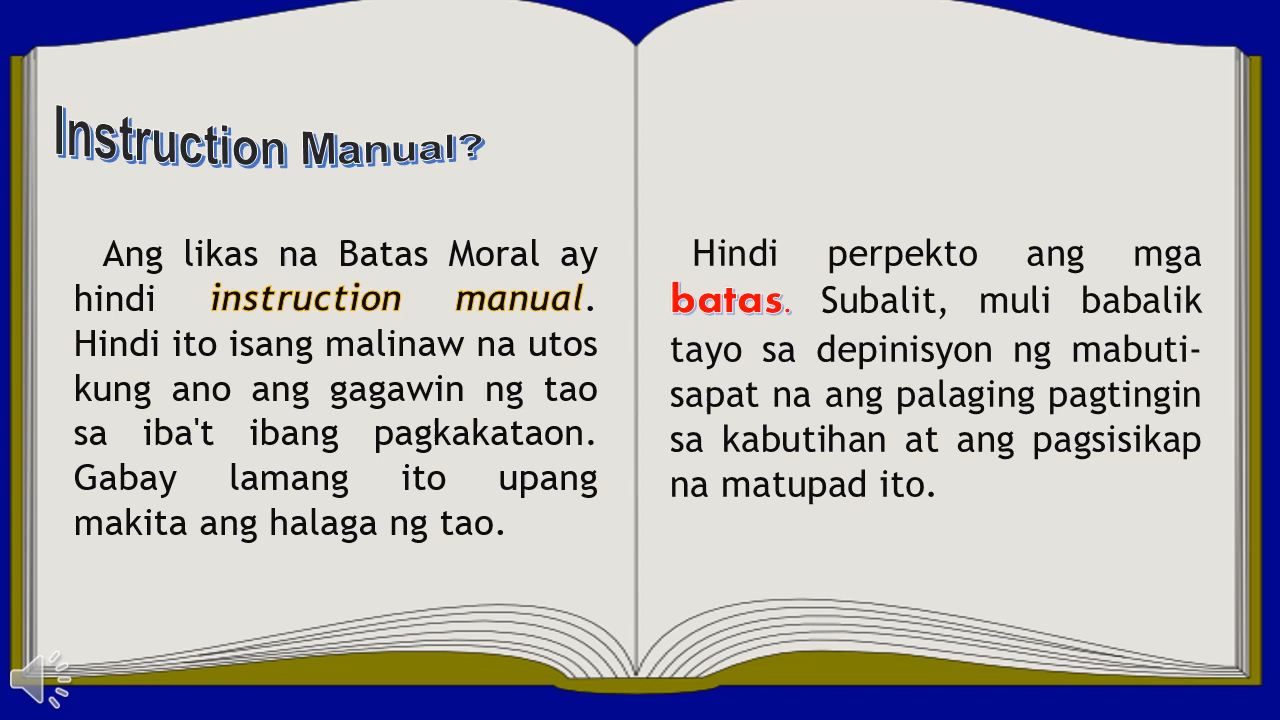 Instruction Manual?
Ang likas na Batas Moral ay
hindi instruction manual.
Hindi ito isang malinaw na utos
kung ano ang gagawin ng tao
sa iba't ibang pagkakataon.
Gabay lamang ito upang
makita ang halaga ng tao.
Hindi perpekto ang mga
batas. Subalit, muli babalik
tayo sa depinisyon ng mabuti-
sapat na ang palaging pagtingin
sa kabutihan at ang pagsisikap
na matupad ito.